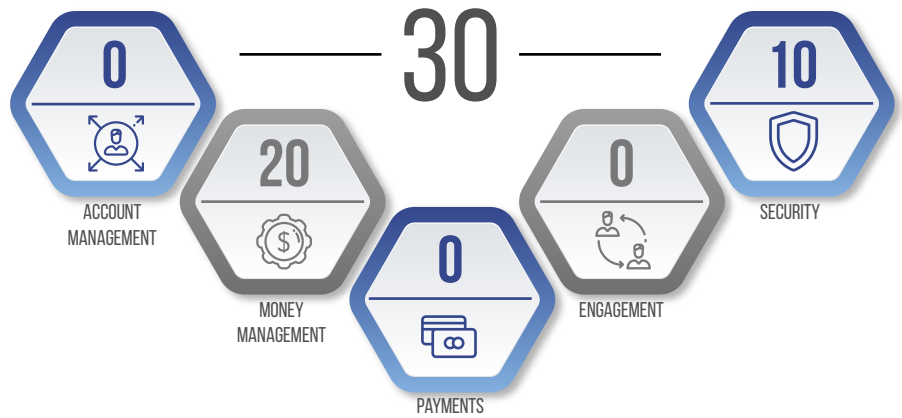 30
0
ACCOUNT
MANAGEMENT
20
$
MONEY
MANAGEMENT
0
PAYMENTS
0
ENGAGEMENT
10
SECURITY